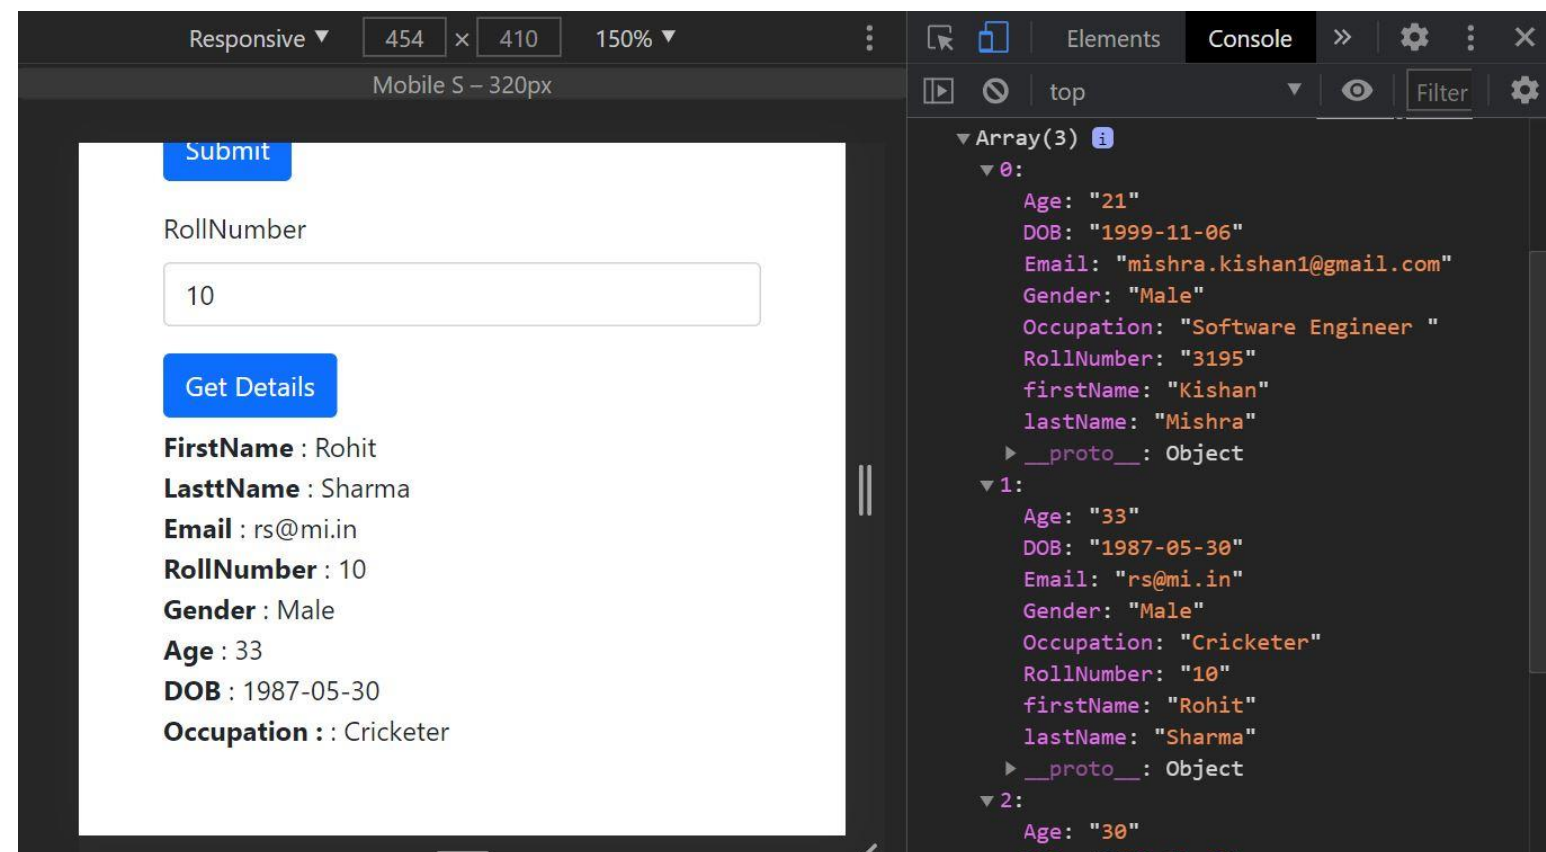 Responsive ▼ 454 × 410 150% ▼
Mobile S – 320px
Submit
RollNumber
10
Get Details
FirstName : Rohit
LasttName : Sharma
Email : rs@mi.in
RollNumber : 10
Gender : Male
Age : 33
DOB : 1987-05-30
Occupation : : Cricketer
Elements Console »
top ▼ Filter
▼Array(3) i
▼0:
Age: "21"
DOB: "1999-11-06"
Email: "mishra.kishan1@gmail.com"
Gender: "Male"
Occupation: "Software Engineer "
RollNumber: "3195"
firstName: "Kishan"
lastName: "Mishra"
▶__proto__: Object
▼1:
Age: "33"
DOB: "1987-05-30"
Email: "rs@mi.in"
Gender: "Male"
Occupation: "Cricketer"
RollNumber: "10"
firstName: "Rohit"
lastName: "Sharma"
▶__proto__: Object
▼2:
Age: "30"